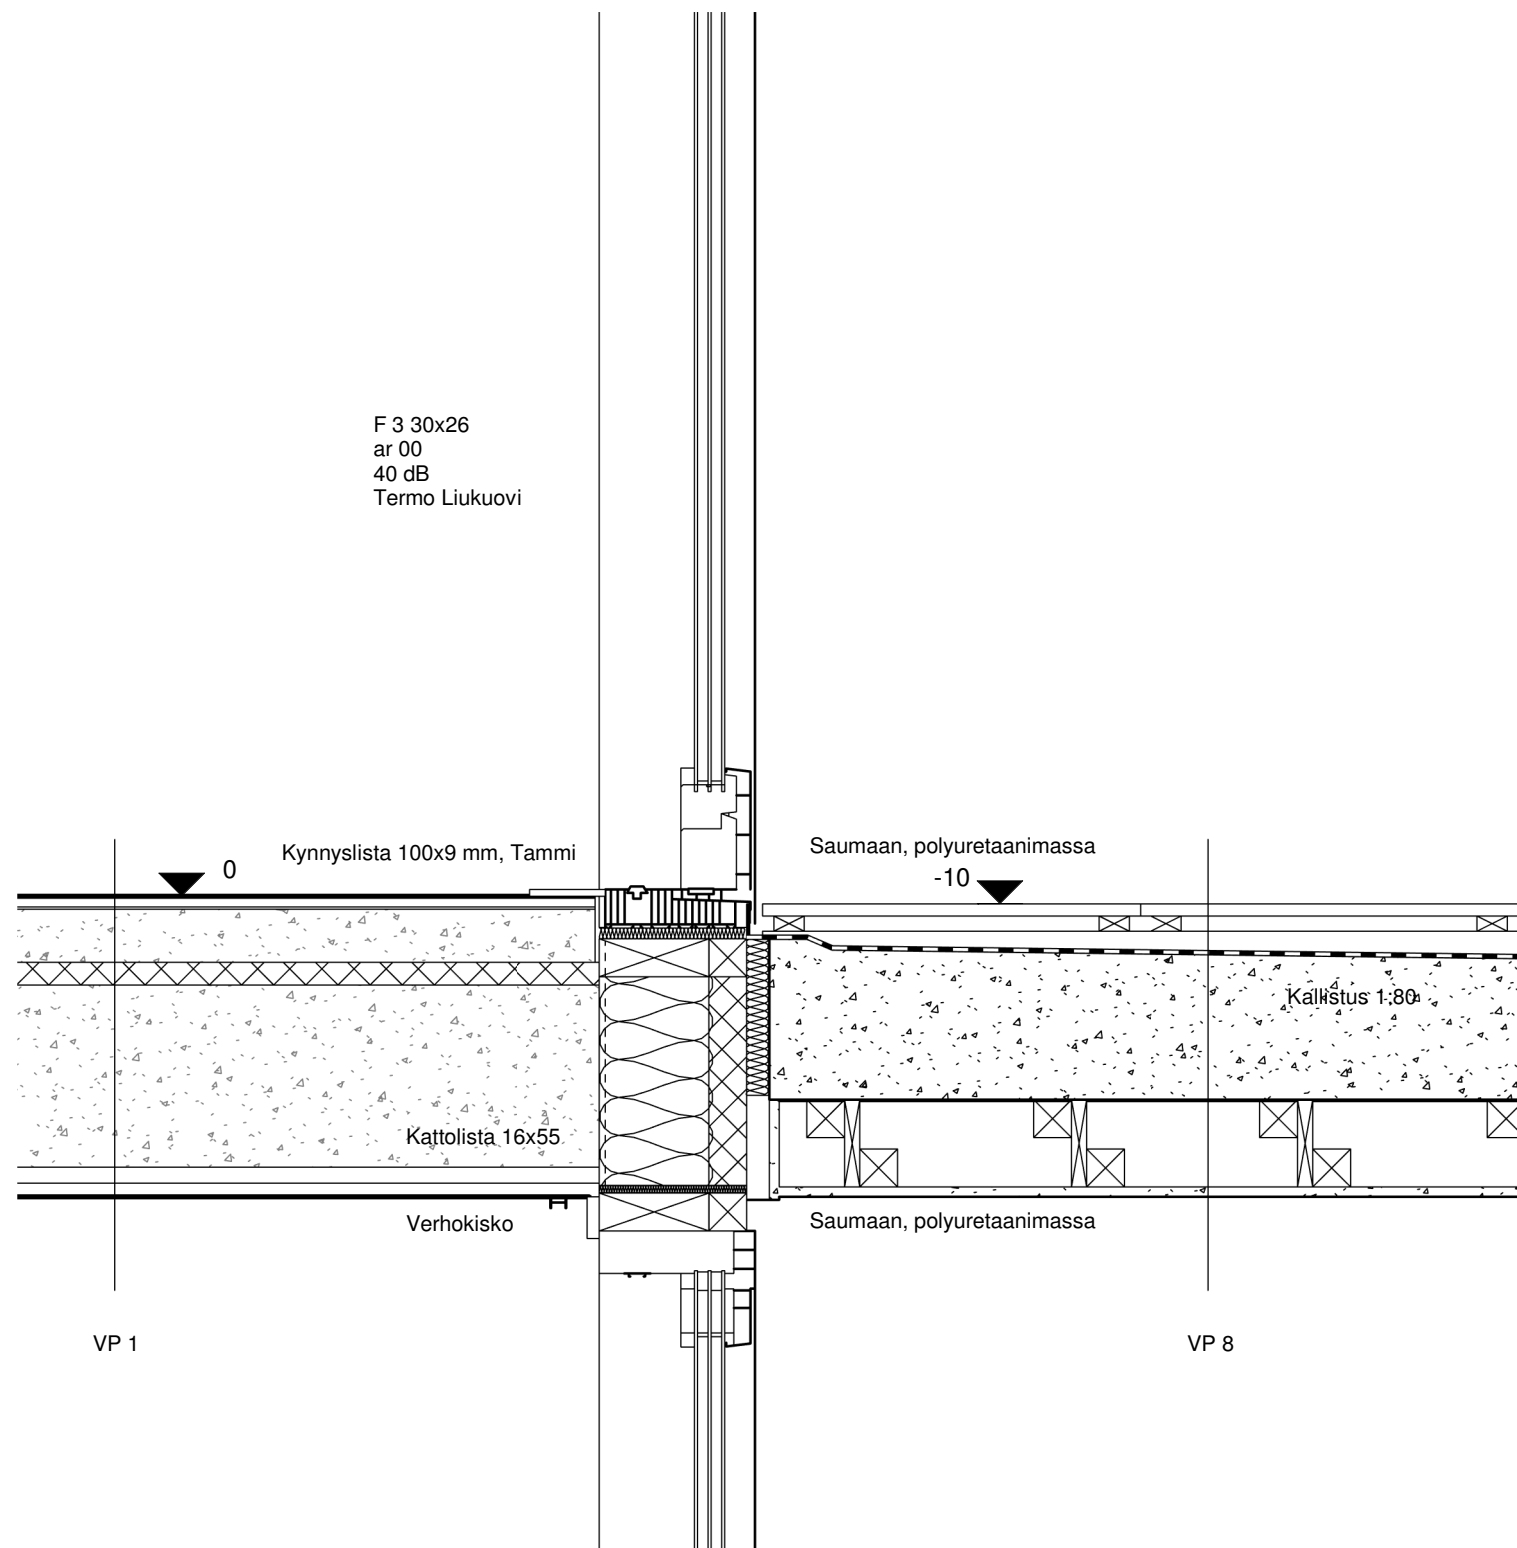 F 3 30x26
ar 00
40 dB
Termo Liukuovi
Kynnyslista 100x9 mm, Tammi
0
Saumaan, polyuretaanimassa
-10
Kallistus 1:80
Kattolista 16x55
Verhokisko
Saumaan, polyuretaanimassa
VP 1
VP 8